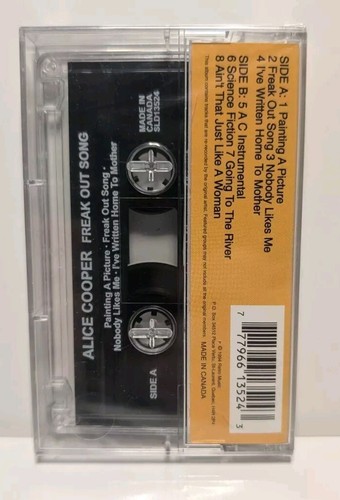 ALICE COOPER FREAK OUT SONG
MADE IN
CANADA
SLD13524
Painting A Picture · Freak Out Song ·
Nobody Likes Me · I've Written Home To Mother
SIDE A
SIDE A: 1 Painting A Picture
2 Freak Out Song 3 Nobody Likes Me
4 I've Written Home To Mother
SIDE B: 5 A C Instrumental
6 Science Fiction 7 Going To The River
8 Ain't That Just Like A Woman
MADE IN CANADA
7 77966 13524 3